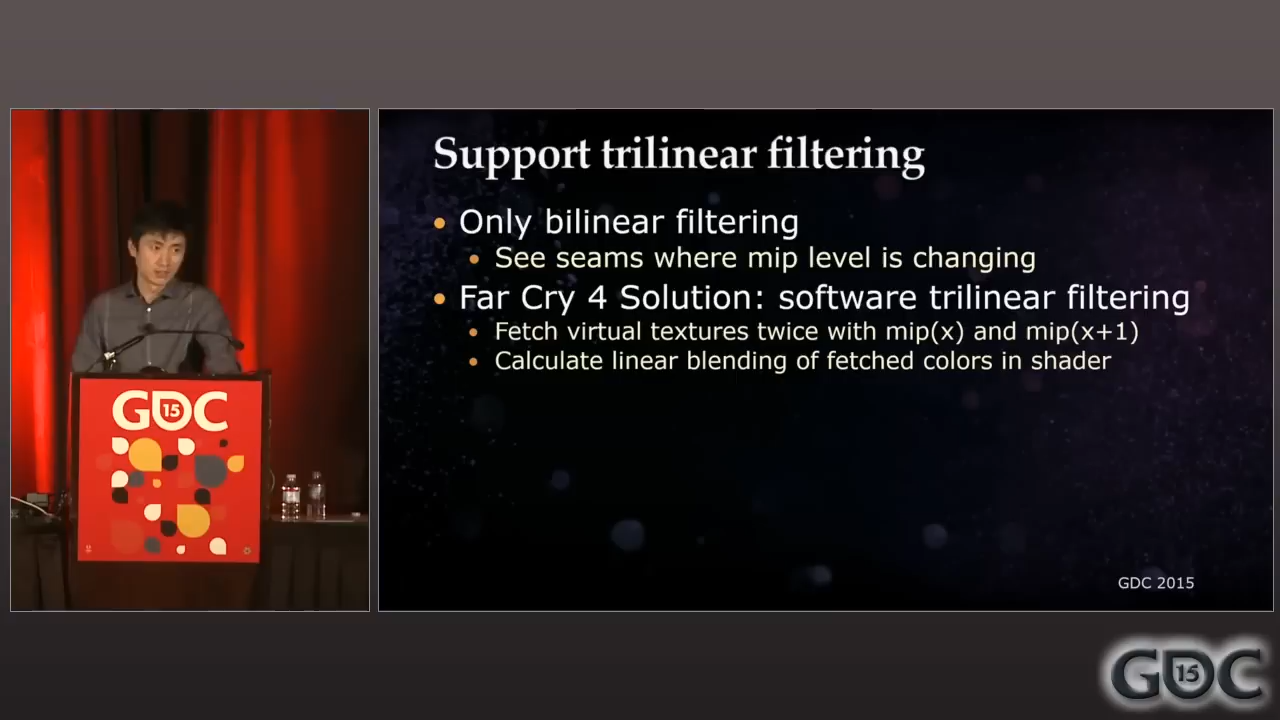 Support trilinear filtering
Only bilinear filtering
See seams where mip level is changing
Far Cry 4 Solution: software trilinear filtering
Fetch virtual textures twice with mip(x) and mip(x+1)
Calculate linear blending of fetched colors in shader
GDC 2015
GDC 15
GDC 15